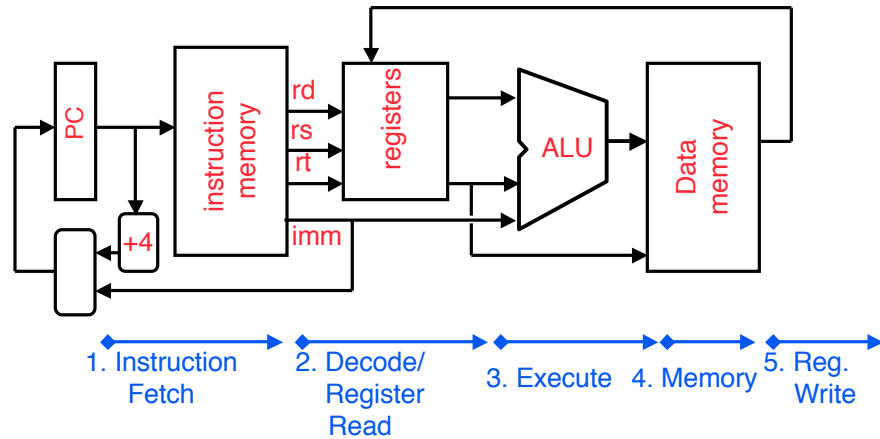 PC
+4
instruction
memory
rd
rs
rt
imm
registers
ALU
Data
memory
1. Instruction
Fetch
2. Decode/
Register
Read
3. Execute
4. Memory
5. Reg.
Write